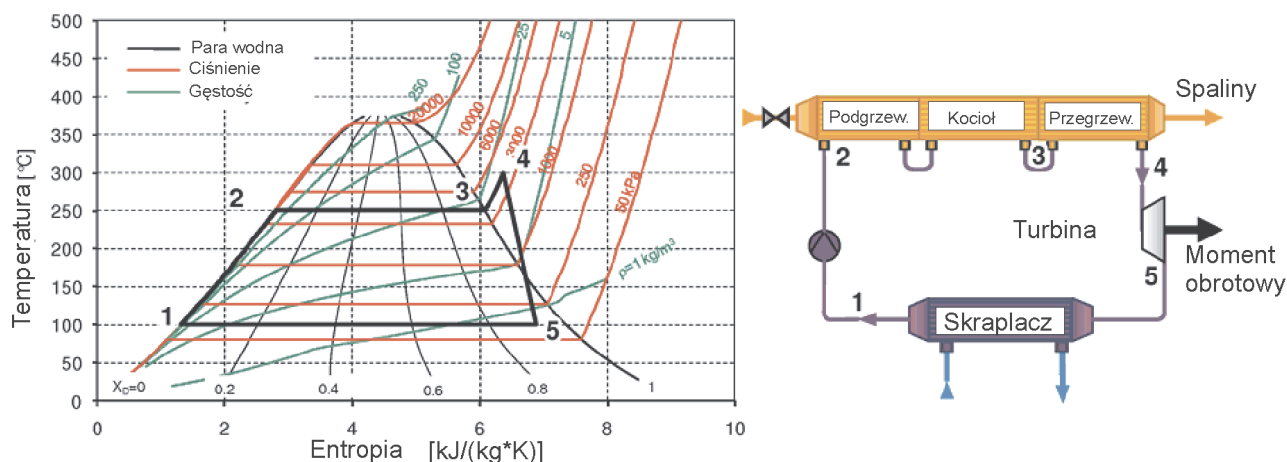 500
450
400
350
300
250
200
150
100
50
0
Temperatura [°C]
Para wodna
Ciśnienie
Gęstość
250
100
25
5
20000
10000
6000
3000
1000
250
50 kPa
ρ=1 kg/m³
1
2
3
4
5
X_D=0
0.2
0.4
0.6
0.8
1
0
2
4
6
8
10
Entropia [kJ/(kg*K)]
Spaliny
Podgrzew.
Kocioł
Przegrzew.
2
3
4
Turbina
Moment
obrotowy
5
1
Skraplacz